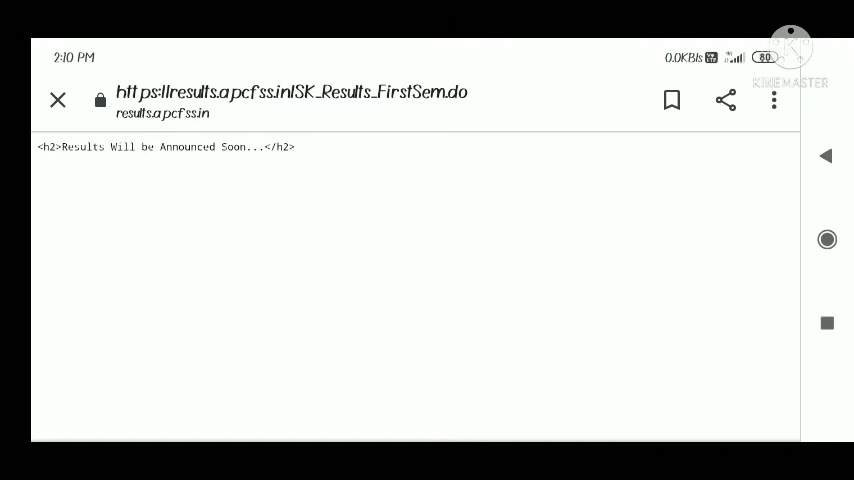 2:10 PM
0.0KB/s
80
KINEMASTER
https://results.apcfss.in/SK_Results_FirstSem.do
results.apcfss.in
<h2>Results Will be Announced Soon...</h2>